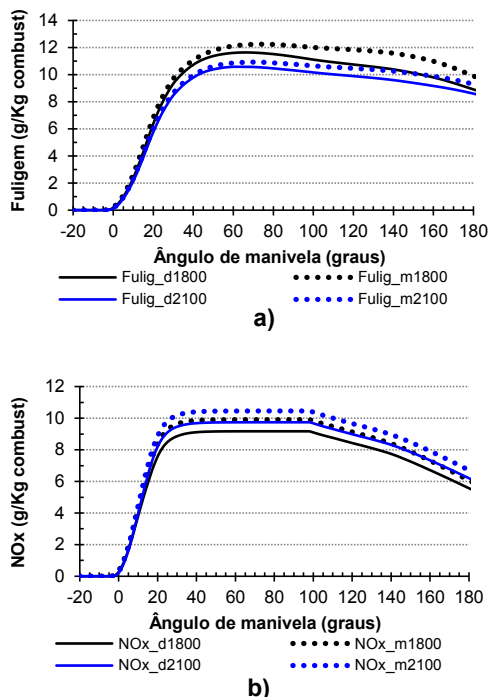 14
12
10
8
6
4
2
0
Fuligem (g/Kg combust)
-20 0 20 40 60 80 100 120 140 160 180
Ângulo de manivela (graus)
Fulig_d1800 Fulig_m1800
Fulig_d2100 Fulig_m2100
a)
12
10
8
6
4
2
0
NOx (g/Kg combust)
-20 0 20 40 60 80 100 120 140 160 180
Ângulo de manivela (graus)
NOx_d1800 NOx_m1800
NOx_d2100 NOx_m2100
b)